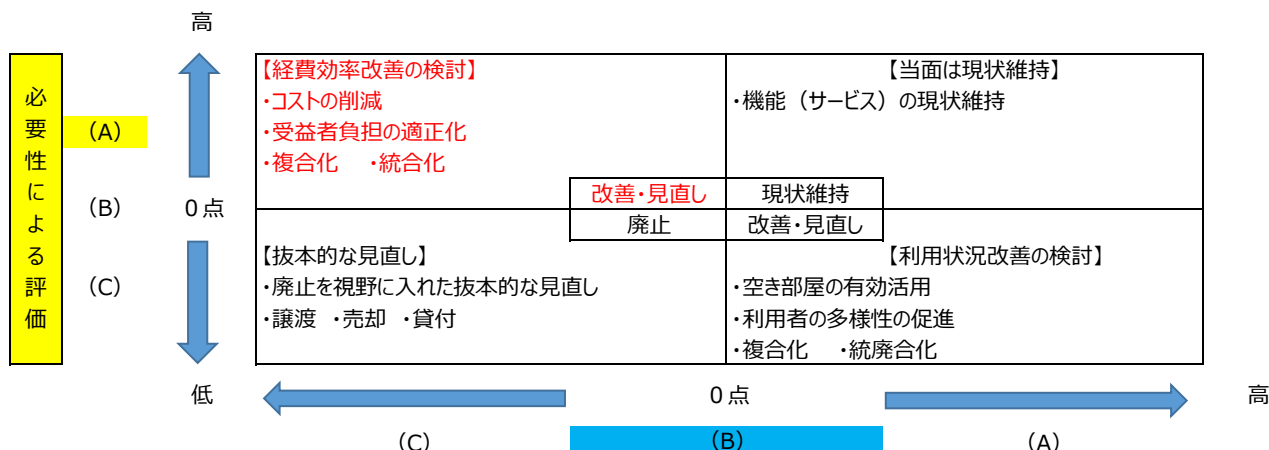 高
必要性による評価
(A)
(B)
(C)
0点
低
【経費効率改善の検討】
・コストの削減
・受益者負担の適正化
・複合化 ・統合化
【当面は現状維持】
・機能(サービス)の現状維持
改善・見直し
現状維持
廃止
改善・見直し
【抜本的な見直し】
・廃止を視野に入れた抜本的な見直し
・譲渡 ・売却 ・貸付
【利用状況改善の検討】
・空き部屋の有効活用
・利用者の多様性の促進
・複合化 ・統廃合化
0点
高
(C)
(B)
(A)